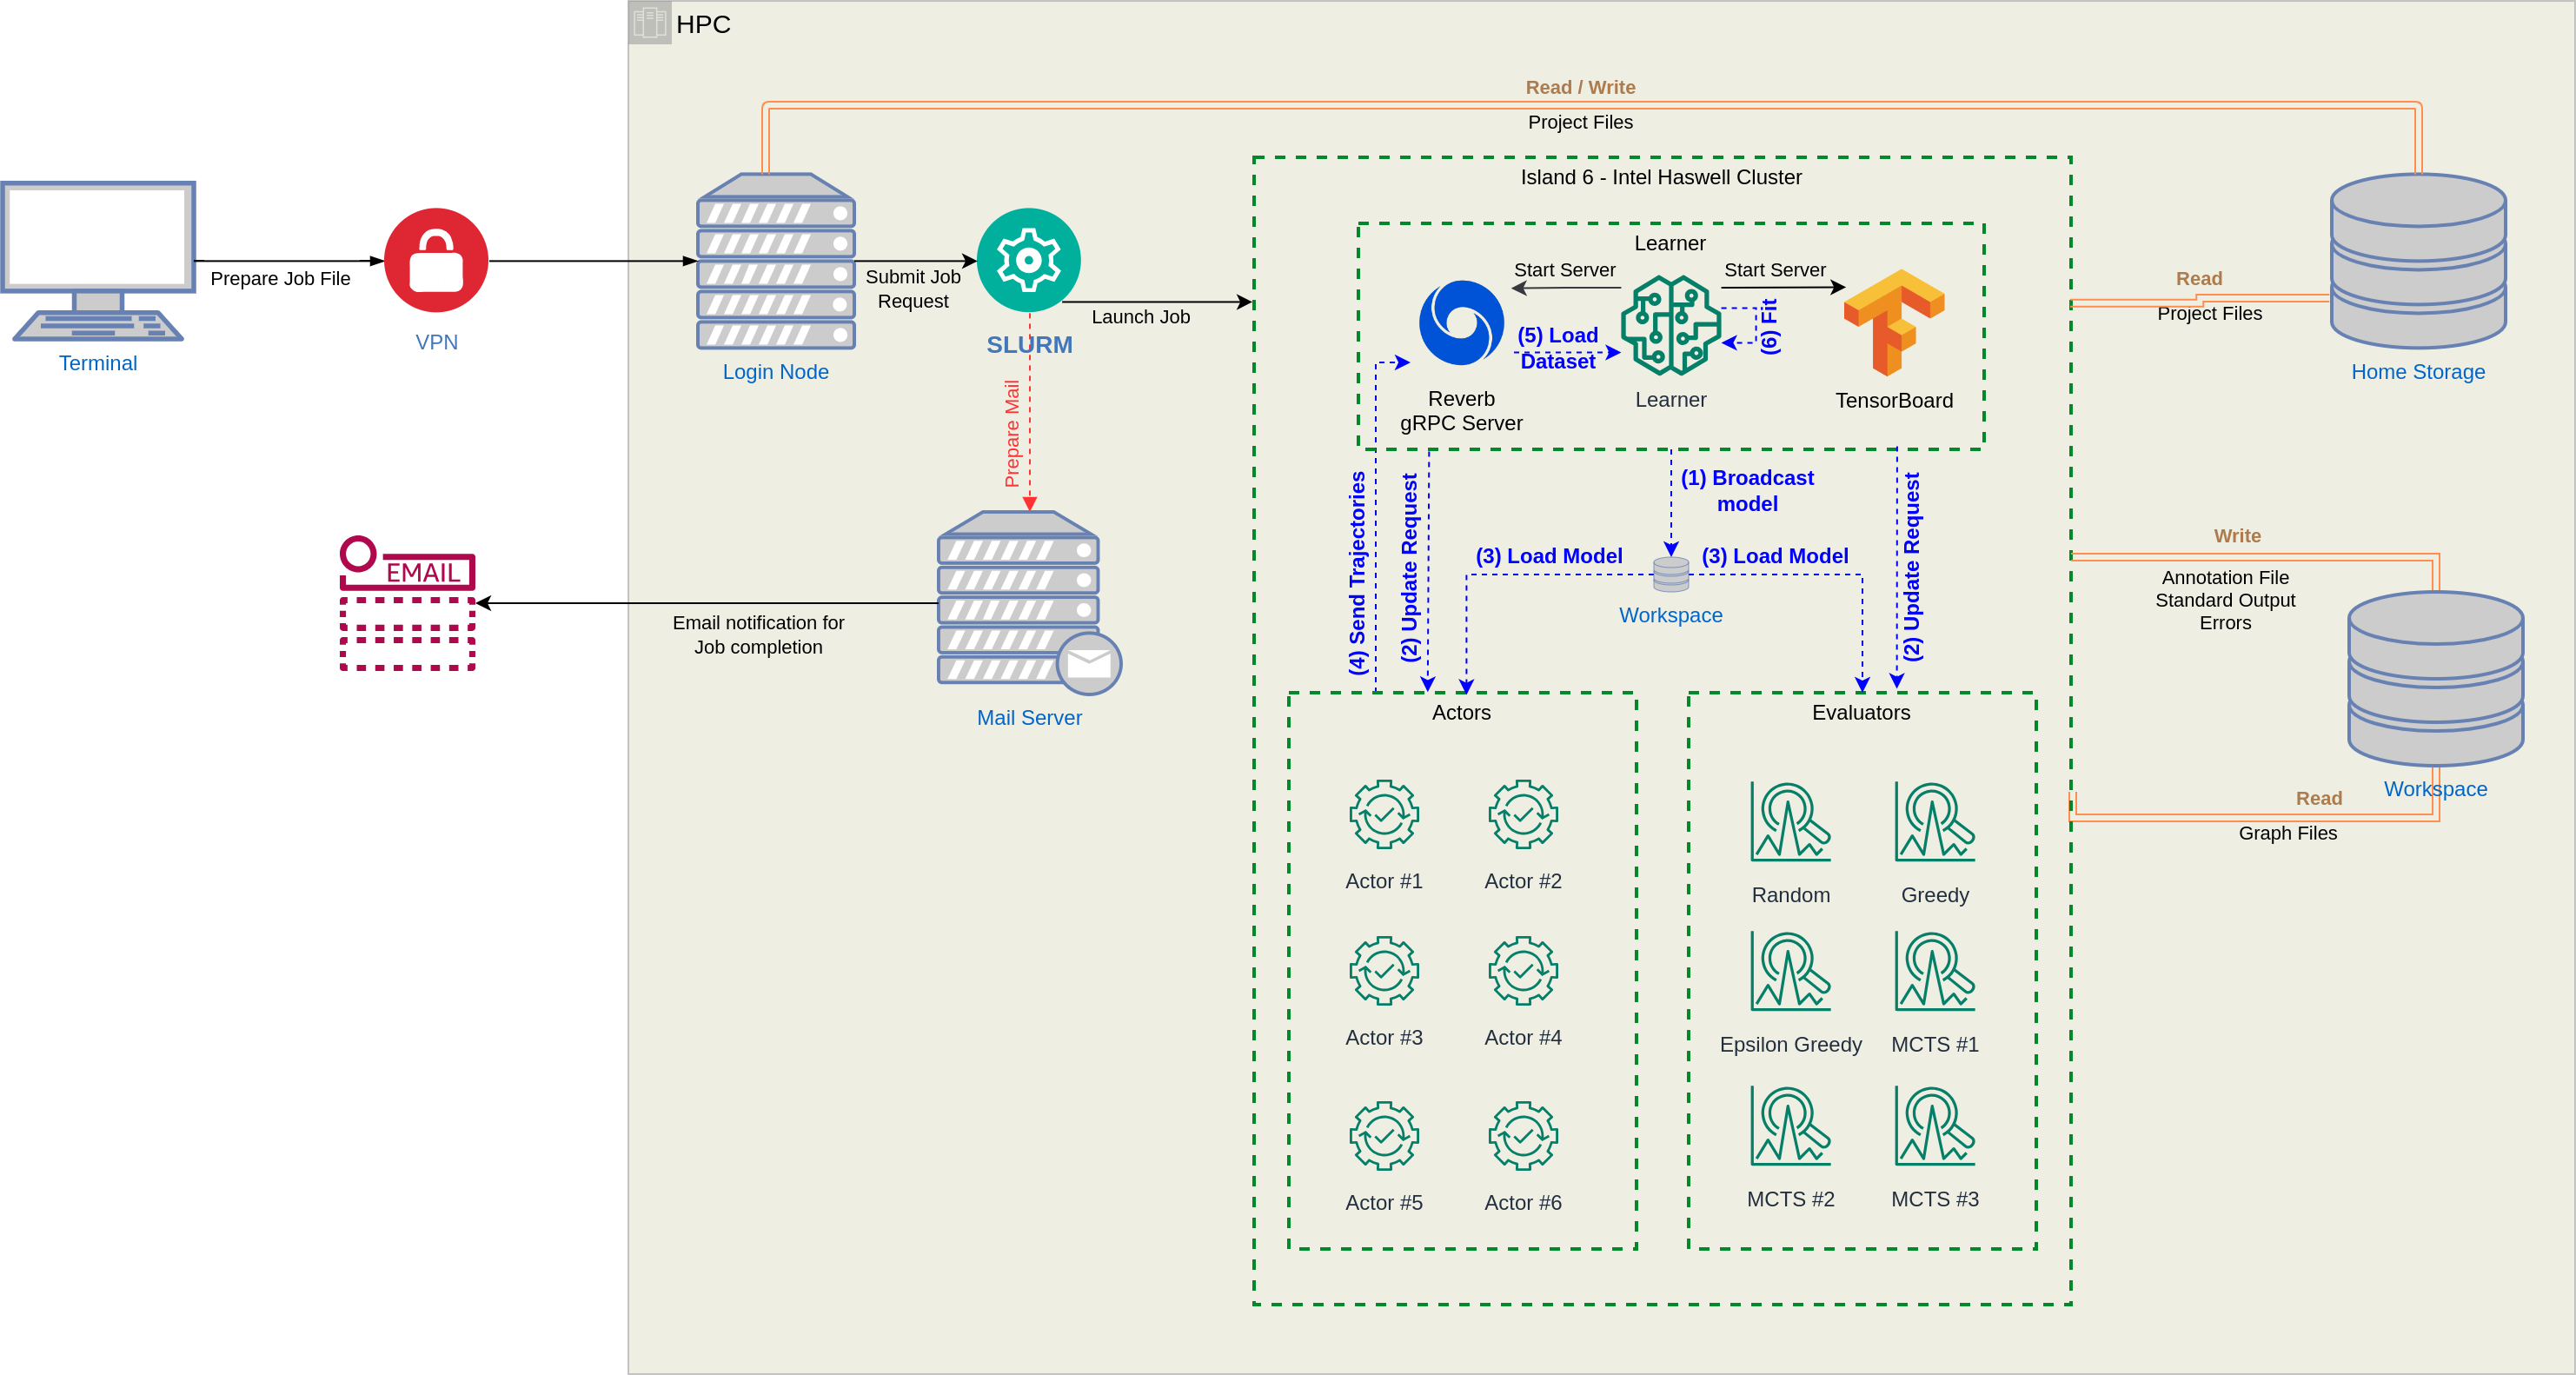 HPC
Read / Write
Project Files
Island 6 - Intel Haswell Cluster
Learner
Start Server
Start Server
Prepare Job File
Submit Job
Request
Launch Job
Read
Project Files
(6) Fit
(5) Load
Dataset
VPN
SLURM
Terminal
Login Node
Home Storage
Reverb
gRPC Server
Learner
TensorBoard
Prepare Mail
(1) Broadcast
model
(4) Send Trajectories
(2) Update Request
(2) Update Request
(3) Load Model
(3) Load Model
Workspace
Write
Annotation File
Standard Output
Errors
EMAIL
Email notification for
Job completion
Mail Server
Actors
Evaluators
Workspace
Read
Graph Files
Actor #1
Actor #2
Random
Greedy
Actor #3
Actor #4
Epsilon Greedy
MCTS #1
Actor #5
Actor #6
MCTS #2
MCTS #3